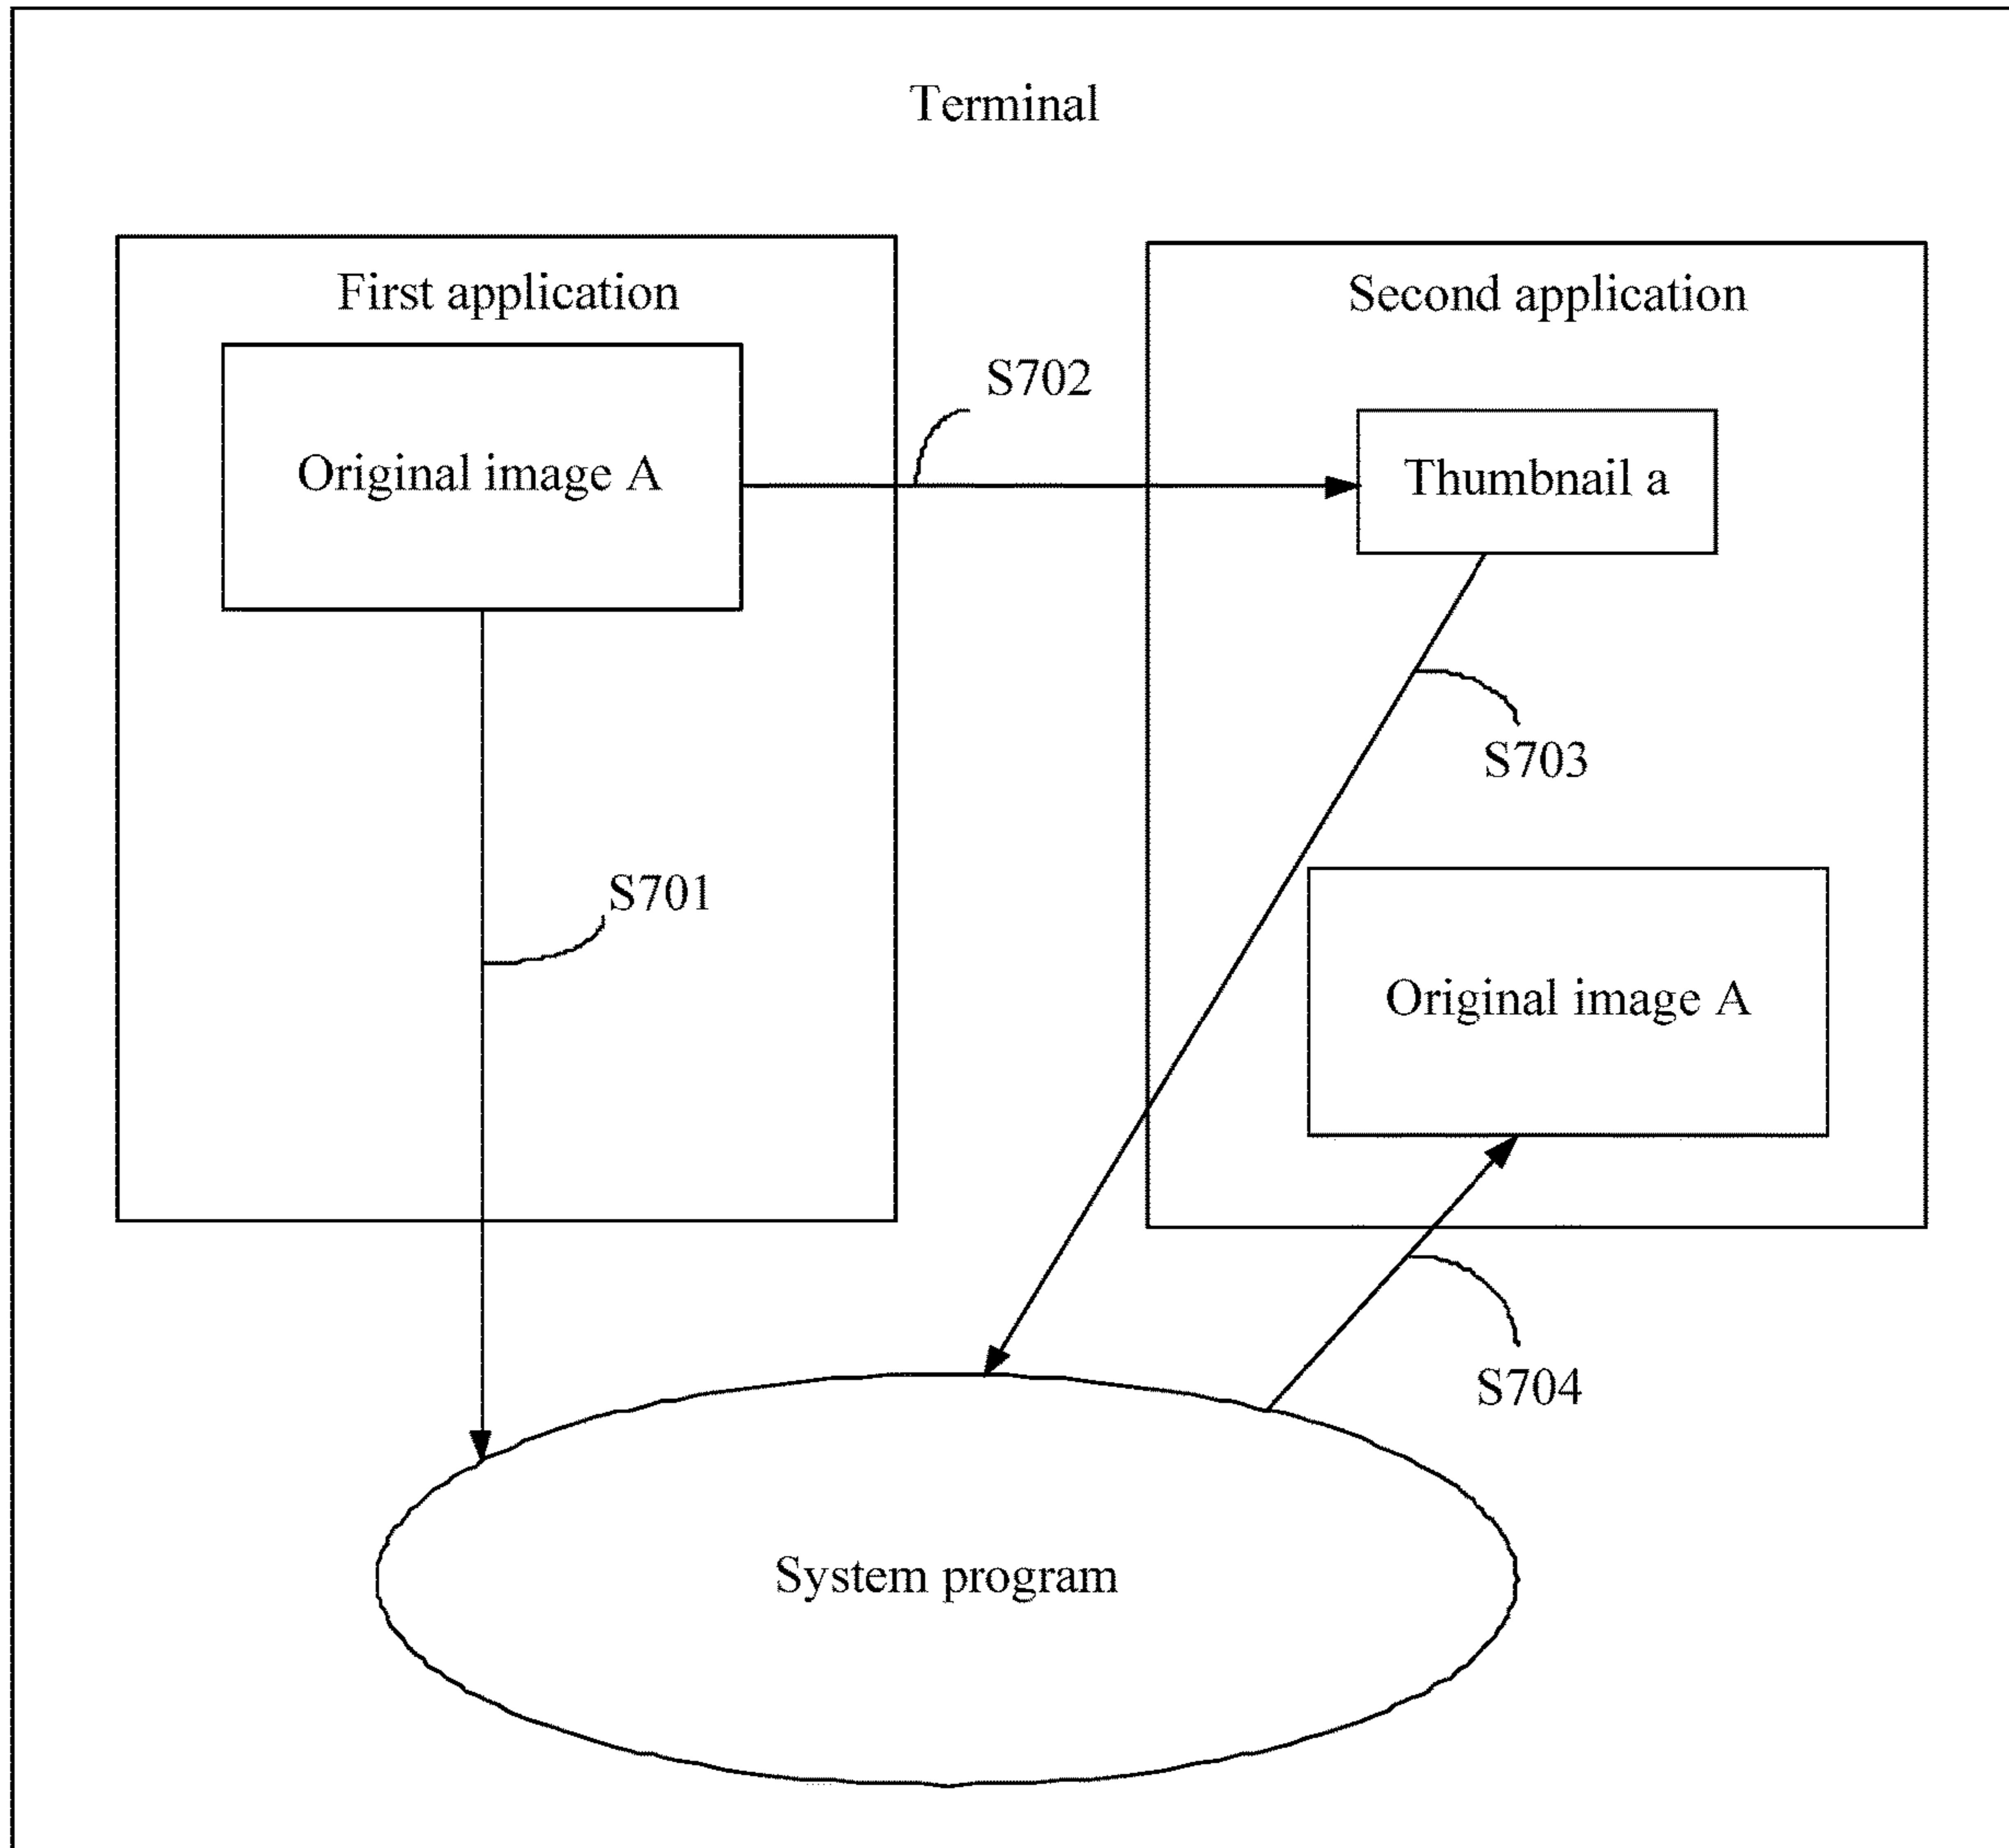 Terminal
First application
Second application
S702
Original image A
Thumbnail a
S703
S701
Original image A
S704
System program